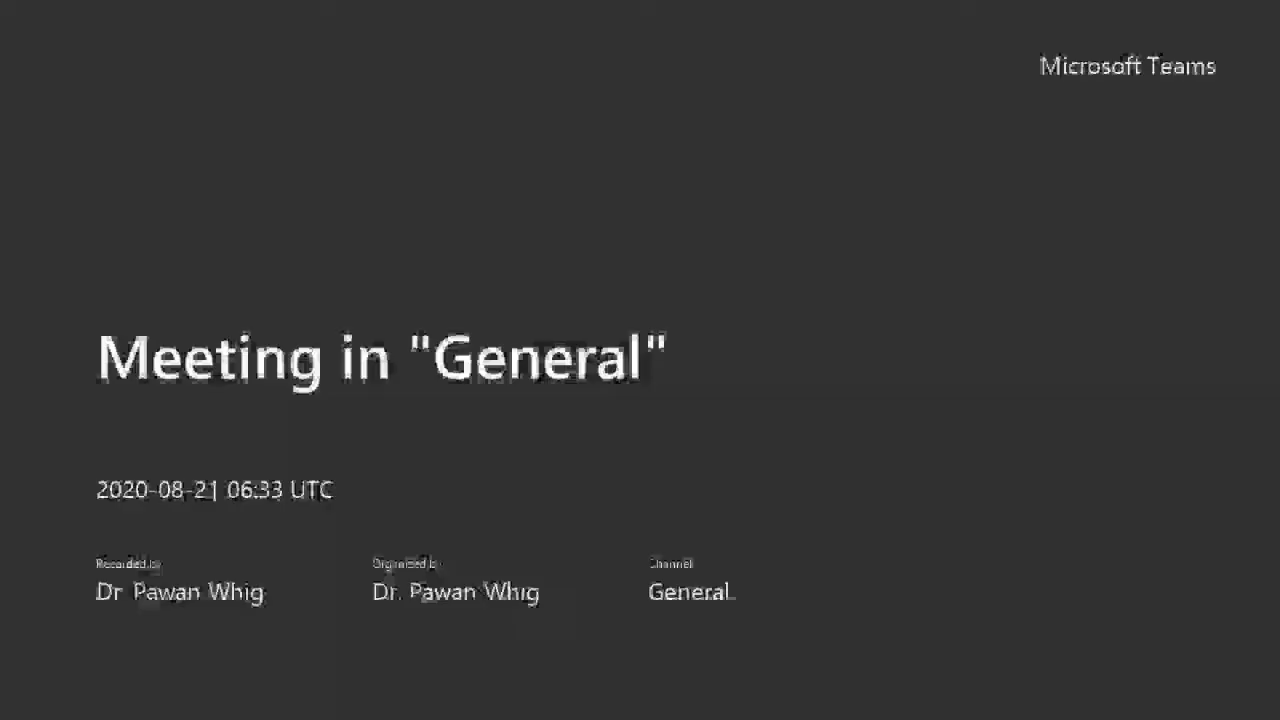 Microsoft Teams
Meeting in "General"
2020-08-21 06:33 UTC
Recorded by Organized by Channel
Dr. Pawan Whig Dr. Pawan Whig General